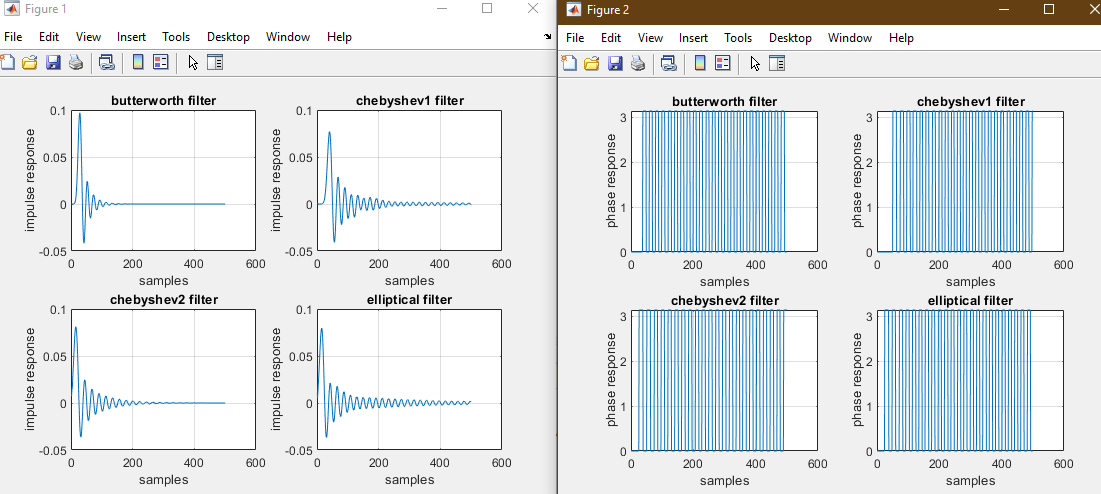 Figure 1
File Edit View Insert Tools Desktop Window Help
butterworth filter
impulse response
0.1
0.05
0
-0.05
0 200 400 600
samples
chebyshev1 filter
impulse response
0.1
0.05
0
-0.05
0 200 400 600
samples
chebyshev2 filter
impulse response
0.1
0.05
0
-0.05
0 200 400 600
samples
elliptical filter
impulse response
0.1
0.05
0
-0.05
0 200 400 600
samples
Figure 2
File Edit View Insert Tools Desktop Window Help
butterworth filter
phase response
3
2
1
0
0 200 400 600
samples
chebyshev1 filter
phase response
3
2
1
0
0 200 400 600
samples
chebyshev2 filter
phase response
3
2
1
0
0 200 400 600
samples
elliptical filter
phase response
3
2
1
0
0 200 400 600
samples